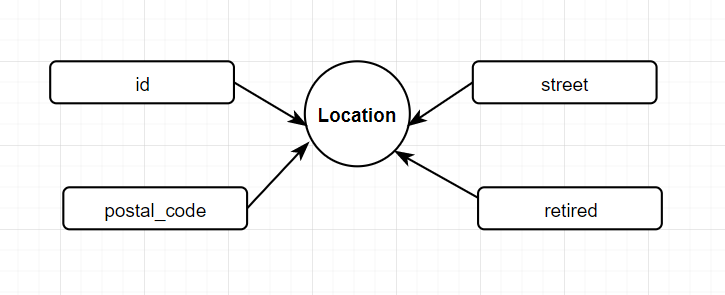 id
Location
street
postal_code
retired